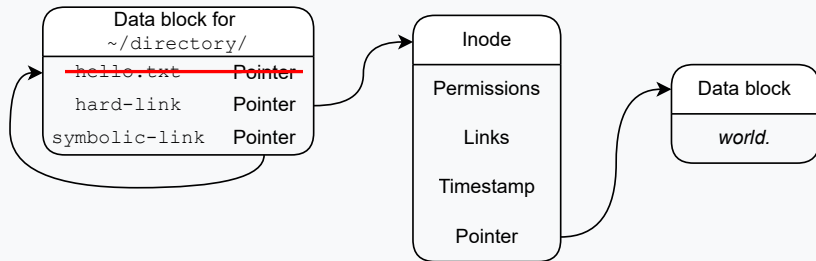 Data block for
~/directory/
hello.txt Pointer
hard-link Pointer
symbolic-link Pointer
Inode
Permissions
Links
Timestamp
Pointer
Data block
world.